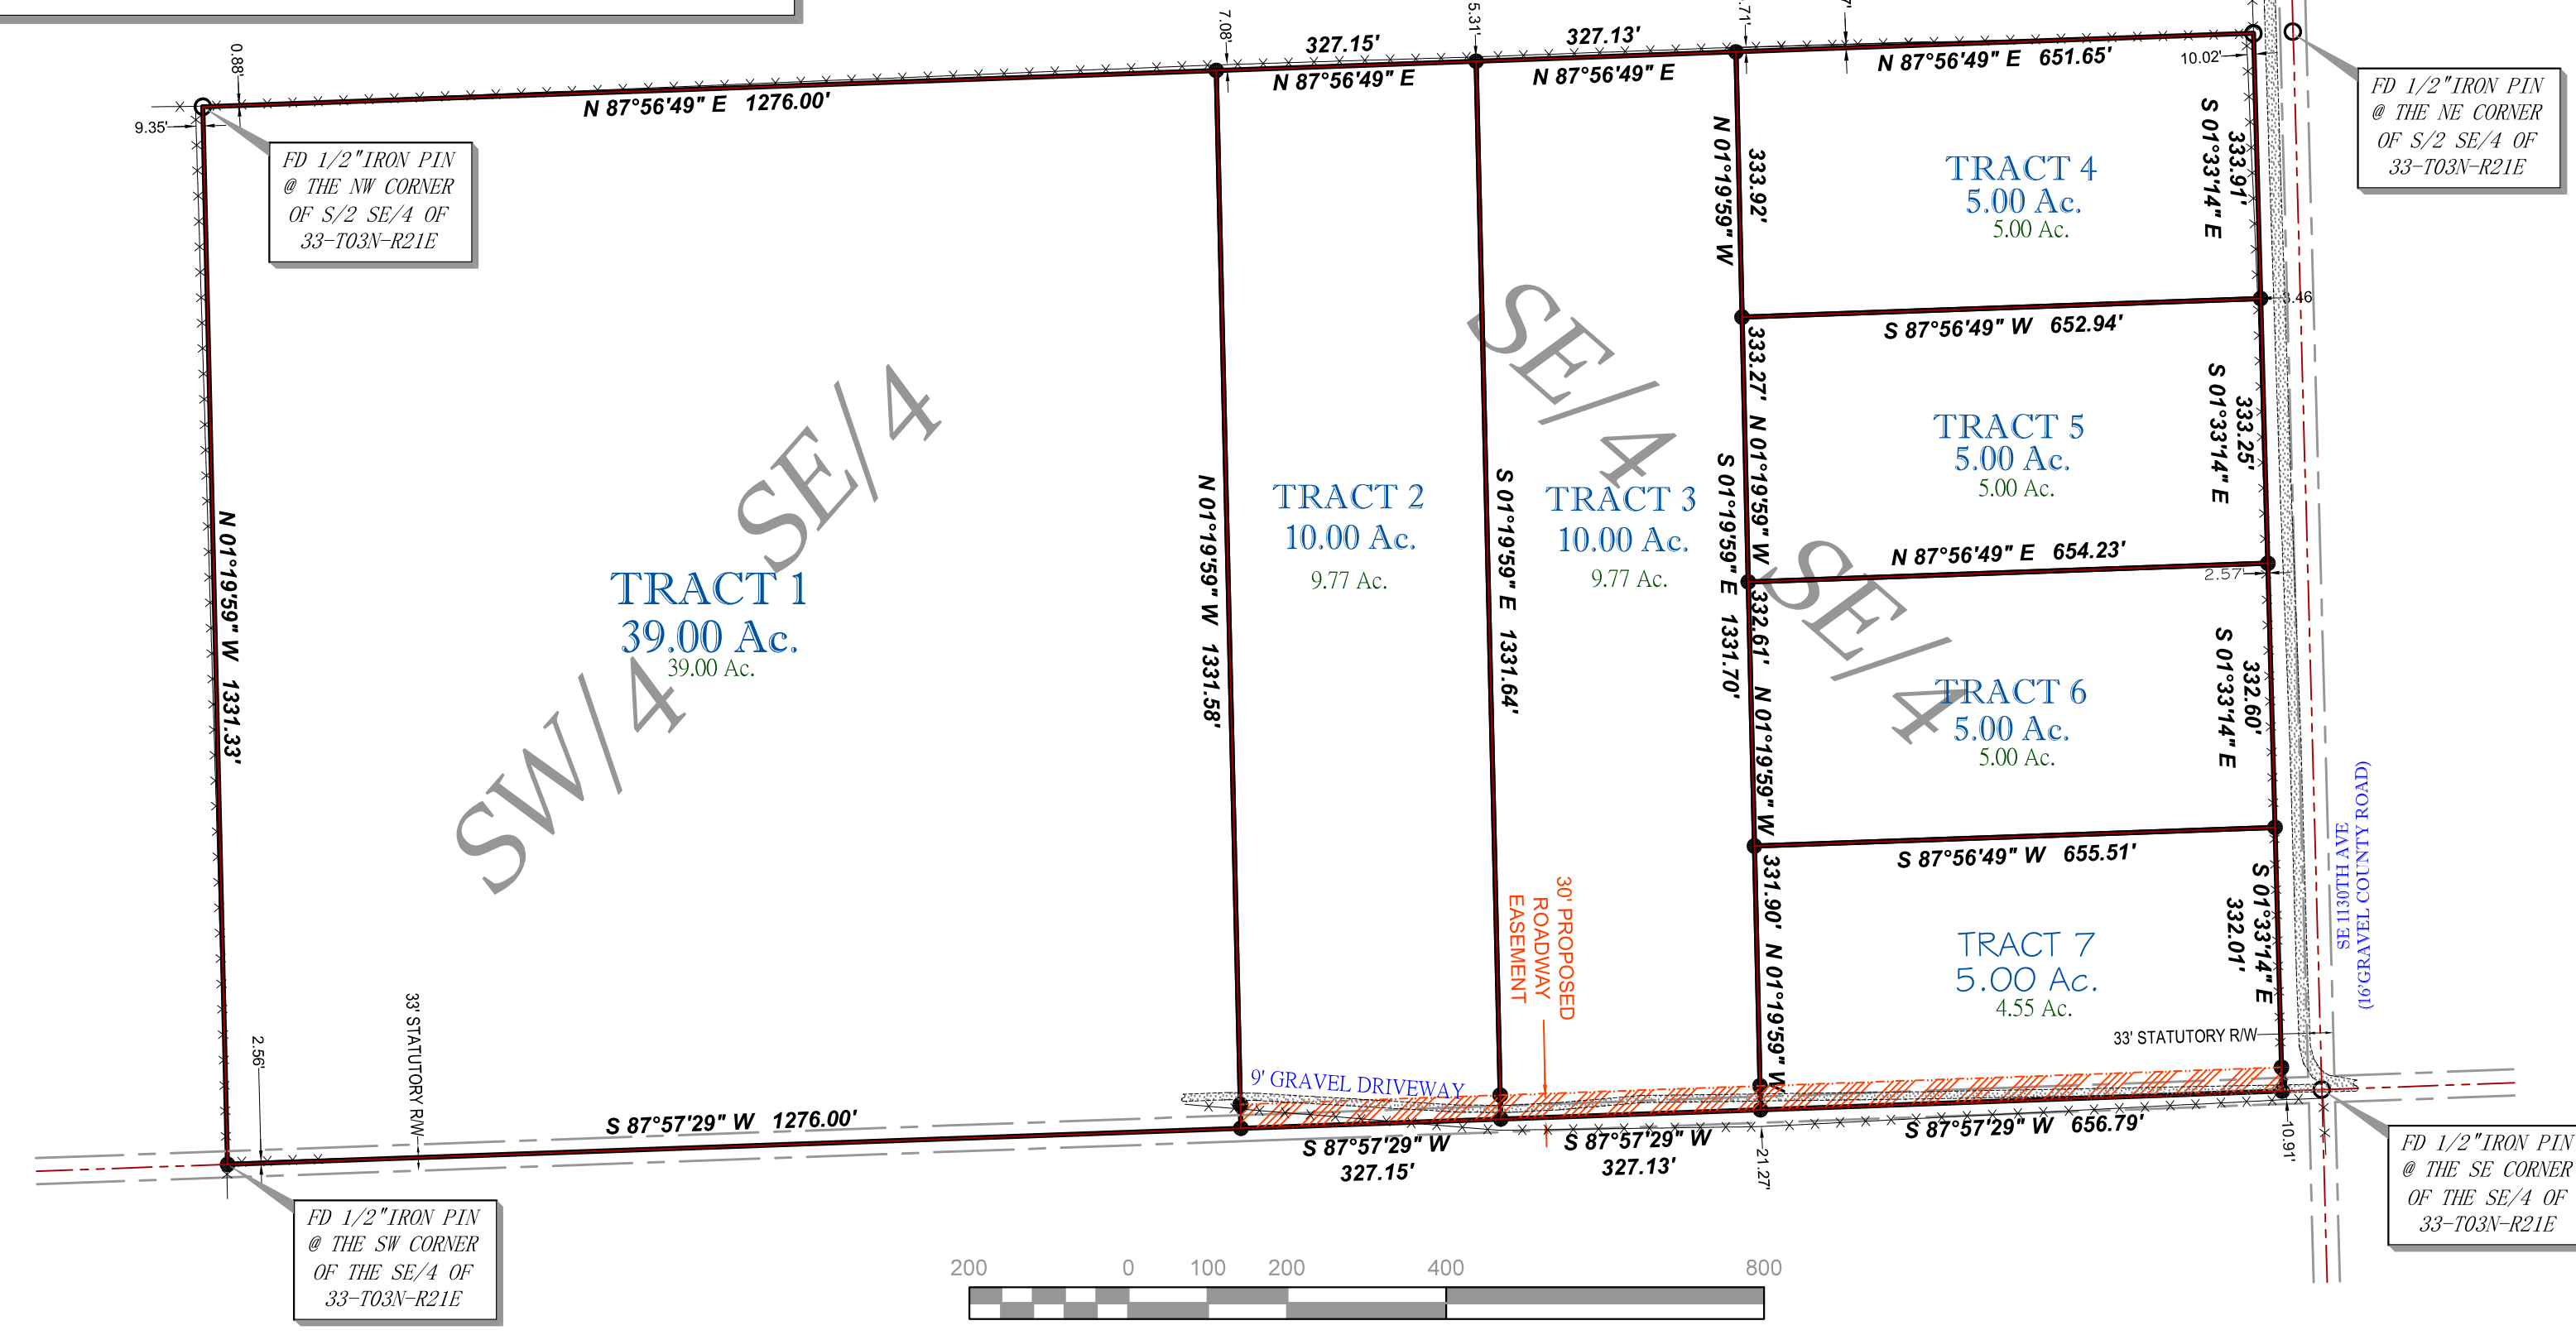 7.08'
5.31'
.71'
327.15'
327.13'
N 87°56'49" E 1276.00'
N 87°56'49" E
N 87°56'49" E
N 87°56'49" E 651.65'
10.02'
0.88'
9.35'
FD 1/2"IRON PIN
@ THE NW CORNER
OF S/2 SE/4 OF
33-T03N-R21E
FD 1/2"IRON PIN
@ THE NE CORNER
OF S/2 SE/4 OF
33-T03N-R21E
N 01°19'59" W
333.92'
TRACT 4
5.00 Ac.
5.00 Ac.
333.91'
S 01°33'14" E
3.46
S 87°56'49" W 652.94'
SE/4
SE/4
333.27' N 01°19'59" W
TRACT 5
5.00 Ac.
5.00 Ac.
333.25'
S 01°33'14" E
N 01°19'59" W 1331.33'
TRACT 1
39.00 Ac.
39.00 Ac.
SW/4
N 01°19'59" W 1331.58'
TRACT 2
10.00 Ac.
9.77 Ac.
S 01°19'59" E 1331.64'
TRACT 3
10.00 Ac.
9.77 Ac.
S 01°19'59" E 1331.70'
N 87°56'49" E 654.23'
2.57'
SE/4
332.61' N 01°19'59" W
TRACT 6
5.00 Ac.
5.00 Ac.
332.60'
S 01°33'14" E
S 87°56'49" W 655.51'
SE 1130TH AVE
(16' GRAVEL COUNTY ROAD)
30' PROPOSED
ROADWAY
EASEMENT
331.90' N 01°19'59" W
TRACT 7
5.00 Ac.
4.55 Ac.
S 01°33'14" E
332.01'
33' STATUTORY R/W
33' STATUTORY R/W
2.56'
9' GRAVEL DRIVEWAY
S 87°57'29" W 1276.00'
S 87°57'29" W
327.15'
S 87°57'29" W
327.13'
S 87°57'29" W 656.79'
21.27'
10.91'
FD 1/2"IRON PIN
@ THE SW CORNER
OF THE SE/4 OF
33-T03N-R21E
FD 1/2"IRON PIN
@ THE SE CORNER
OF THE SE/4 OF
33-T03N-R21E
200 0 100 200 400 800